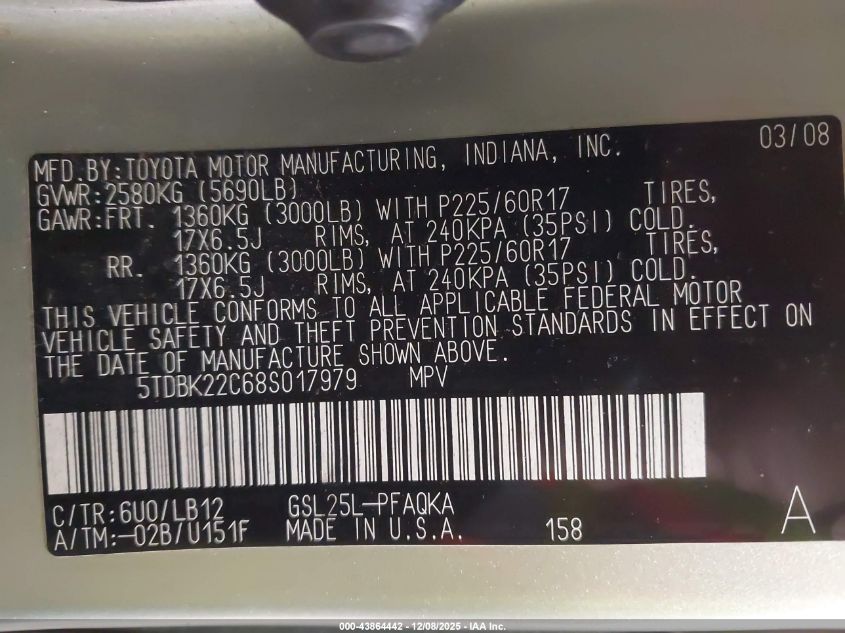 03/08
MFD.BY:TOYOTA MOTOR MANUFACTURING, INDIANA, INC.
GVWR:2580KG (5690LB)
GAWR:FRT. 1360KG (3000LB) WITH P225/60R17 TIRES,
17X6.5J RIMS, AT 240KPA (35PSI) COLD.
RR. 1360KG (3000LB) WITH P225/60R17 TIRES,
17X6.5J RIMS, AT 240KPA (35PSI) COLD.
THIS VEHICLE CONFORMS TO ALL APPLICABLE FEDERAL MOTOR
VEHICLE SAFETY AND THEFT PREVENTION STANDARDS IN EFFECT ON
THE DATE OF MANUFACTURE SHOWN ABOVE.
5TDBK22C68S017979 MPV
C/TR:6U0/LB12 GSL25L-PFAQKA
A/TM:-02B/U151F MADE IN U.S.A. 158 A
000-43864442 - 12/08/2025 - IAA Inc.